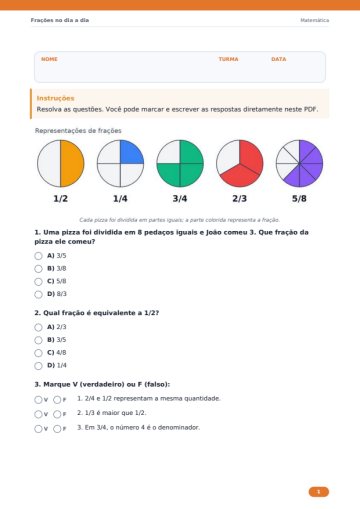 Frações no dia a dia
Matemática
NOME TURMA DATA
Instruções
Resolva as questões. Você pode marcar e escrever as respostas diretamente neste PDF.
Representações de frações
1/2 1/4 3/4 2/3 5/8
Cada pizza foi dividida em partes iguais; a parte colorida representa a fração.
1. Uma pizza foi dividida em 8 pedaços iguais e João comeu 3. Que fração da
pizza ele comeu?
A) 3/5
B) 3/8
C) 5/8
D) 8/3
2. Qual fração é equivalente a 1/2?
A) 2/3
B) 3/5
C) 4/8
D) 1/4
3. Marque V (verdadeiro) ou F (falso):
V F 1. 2/4 e 1/2 representam a mesma quantidade.
V F 2. 1/3 é maior que 1/2.
V F 3. Em 3/4, o número 4 é o denominador.
1